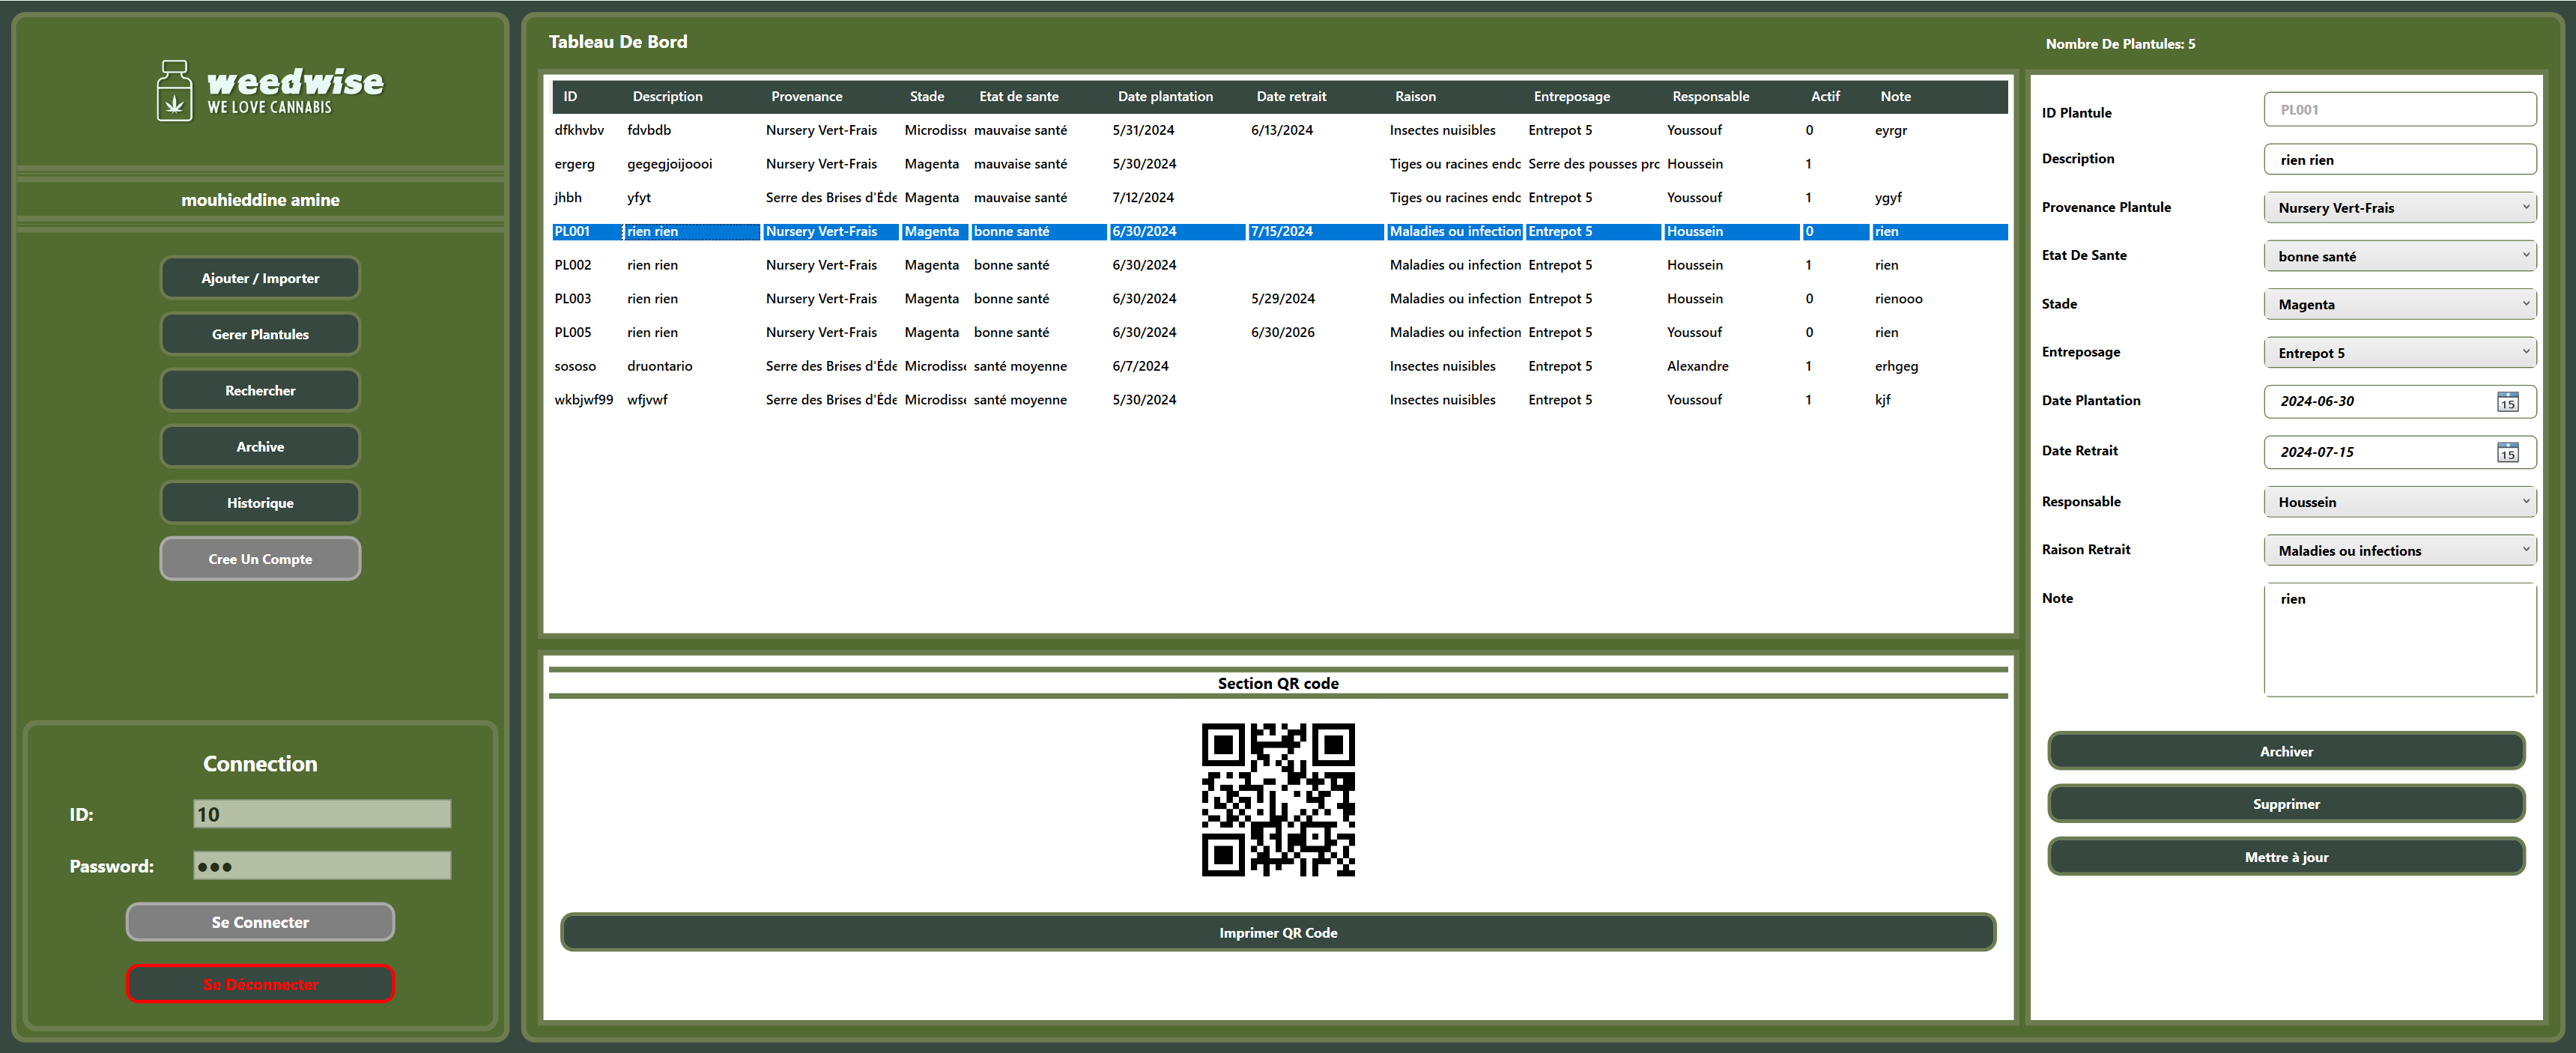 weedwise
WE LOVE CANNABIS
mouhieddine amine
Ajouter / Importer
Gerer Plantules
Rechercher
Archive
Historique
Cree Un Compte
Connection
ID: 10
Password: ●●●
Se Connecter
Se Déconnecter
Tableau De Bord
ID Description Provenance Stade Etat de sante Date plantation Date retrait Raison Entreposage Responsable Actif Note
dfkhvbv fdvbdb Nursery Vert-Frais Microdisse mauvaise santé 5/31/2024 6/13/2024 Insectes nuisibles Entrepot 5 Youssouf 0 eyrgr
ergerg gegegjoijoooi Nursery Vert-Frais Magenta mauvaise santé 5/30/2024 Tiges ou racines endc Serre des pousses prc Houssein 1
jhbh yfyt Serre des Brises d'Éde Magenta mauvaise santé 7/12/2024 Tiges ou racines endc Entrepot 5 Youssouf 1 ygyf
PL001 rien rien Nursery Vert-Frais Magenta bonne santé 6/30/2024 7/15/2024 Maladies ou infection Entrepot 5 Houssein 0 rien
PL002 rien rien Nursery Vert-Frais Magenta bonne santé 6/30/2024 Maladies ou infection Entrepot 5 Houssein 1 rien
PL003 rien rien Nursery Vert-Frais Magenta bonne santé 6/30/2024 5/29/2024 Maladies ou infection Entrepot 5 Houssein 0 rienooo
PL005 rien rien Nursery Vert-Frais Magenta bonne santé 6/30/2024 6/30/2026 Maladies ou infection Entrepot 5 Youssouf 0 rien
sososo druontario Serre des Brises d'Éde Microdisse santé moyenne 6/7/2024 Insectes nuisibles Entrepot 5 Alexandre 1 erhgeg
wkbjwf99 wfjvwf Serre des Brises d'Éde Microdisse santé moyenne 5/30/2024 Insectes nuisibles Entrepot 5 Youssouf 1 kjf
Section QR code
Imprimer QR Code
Nombre De Plantules: 5
ID Plantule PL001
Description rien rien
Provenance Plantule Nursery Vert-Frais
Etat De Sante bonne santé
Stade Magenta
Entreposage Entrepot 5
Date Plantation 2024-06-30 15
Date Retrait 2024-07-15 15
Responsable Houssein
Raison Retrait Maladies ou infections
Note rien
Archiver
Supprimer
Mettre à jour